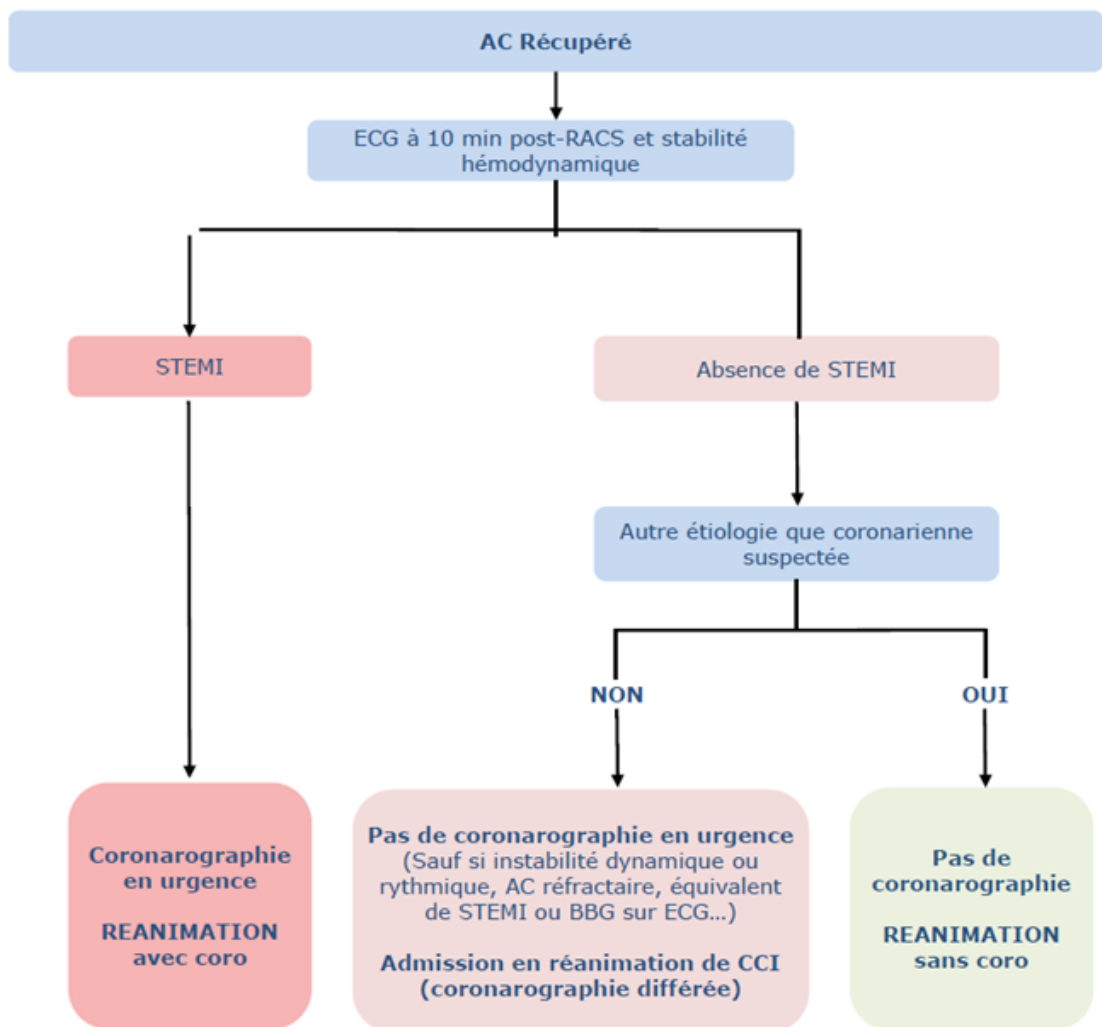 AC Récupéré
ECG à 10 min post-RACS et stabilité
hémodynamique
STEMI
Absence de STEMI
Autre étiologie que coronarienne
suspectée
NON
OUI
Coronarographie
en urgence
REANIMATION
avec coro
Pas de coronarographie en urgence
(Sauf si instabilité dynamique ou
rythmique, AC réfractaire, équivalent
de STEMI ou BBG sur ECG...)
Admission en réanimation de CCI
(coronarographie différée)
Pas de
coronarographie
REANIMATION
sans coro